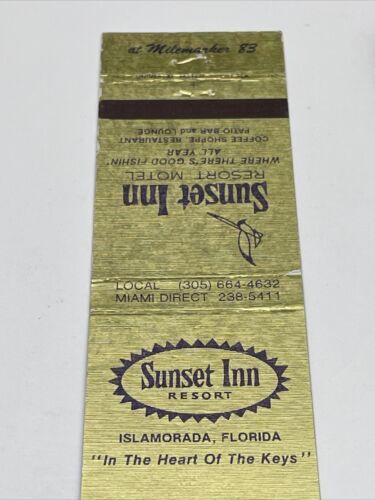 at Milemarker 83
Sunset Inn
RESORT MOTEL
WHERE THERE'S GOOD FISHIN'
ALL YEAR
COFFEE SHOPPE, RESTAURANT
PATIO BAR and LOUNGE
LOCAL (305) 664-4632
MIAMI DIRECT 238-5411
Sunset Inn
RESORT
ISLAMORADA, FLORIDA
"In The Heart Of The Keys"